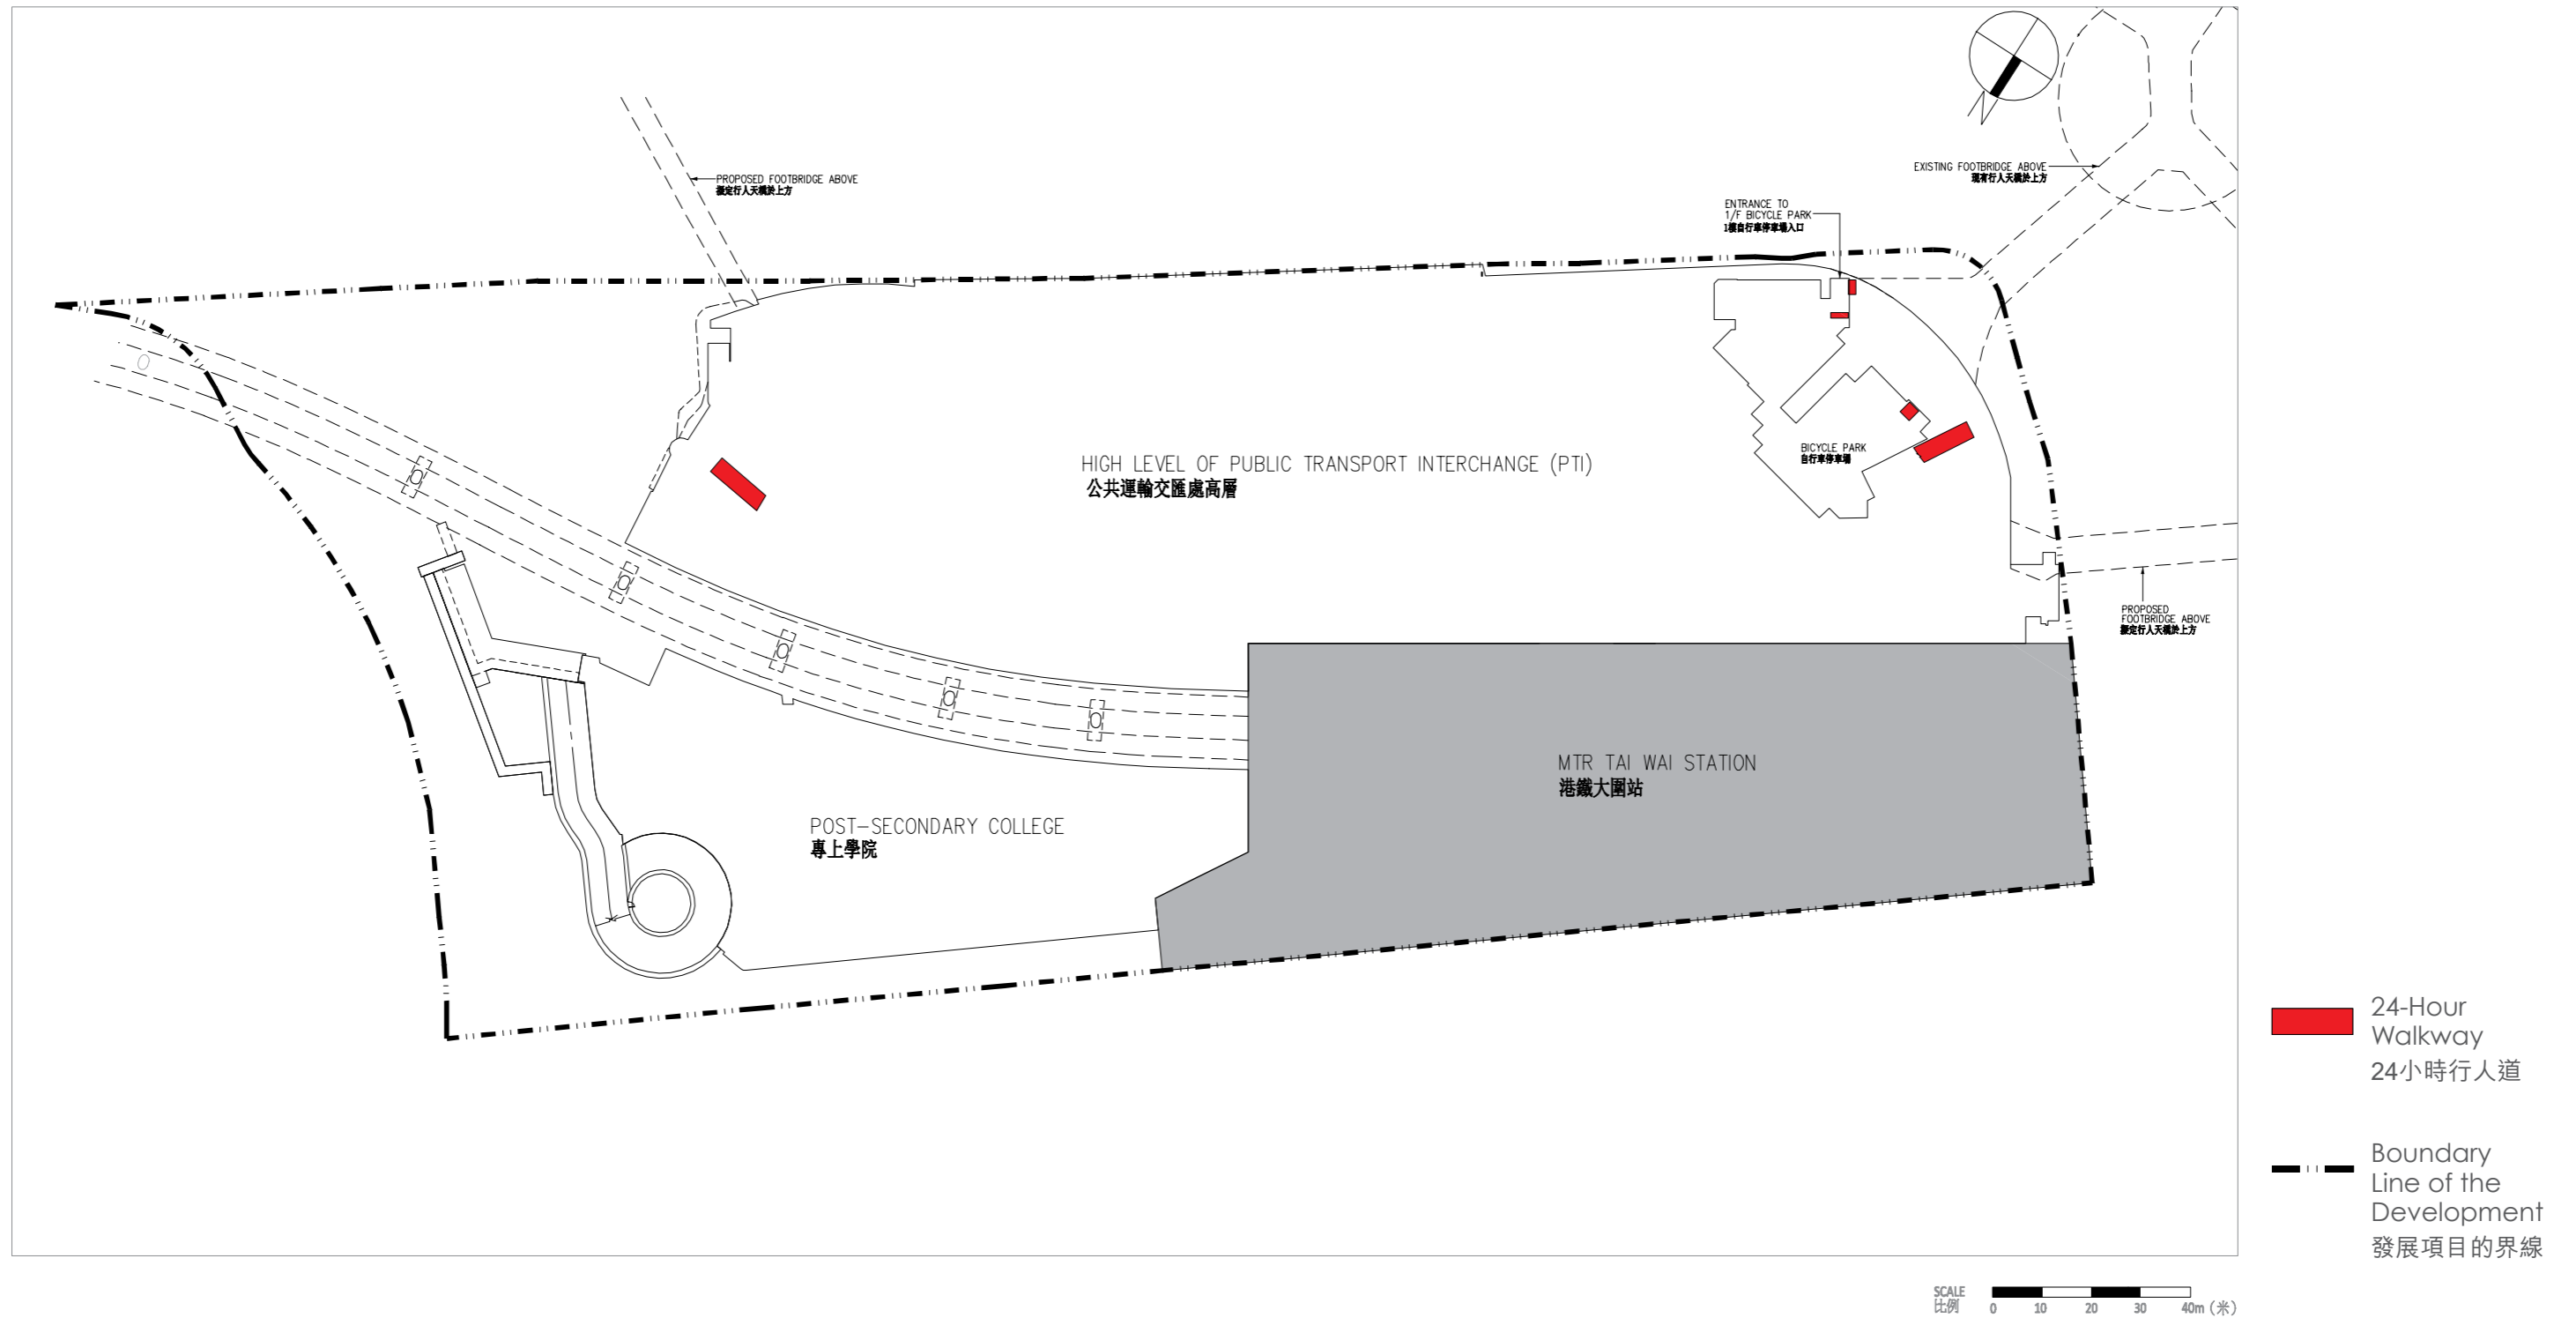 PROPOSED FOOTBRIDGE ABOVE
擬定行人天橋於上方
EXISTING FOOTBRIDGE ABOVE
現有行人天橋於上方
ENTRANCE TO
1/F BICYCLE PARK
1樓自行車停車場入口
N
HIGH LEVEL OF PUBLIC TRANSPORT INTERCHANGE (PTI)
公共運輸交匯處高層
BICYCLE PARK
自行車停車場
PROPOSED
FOOTBRIDGE ABOVE
擬定行人天橋於上方
MTR TAI WAI STATION
港鐵大圍站
POST-SECONDARY COLLEGE
專上學院
24-Hour
Walkway
24小時行人道
Boundary
Line of the
Development
發展項目的界線
SCALE
比例
0 10 20 30 40m (米)